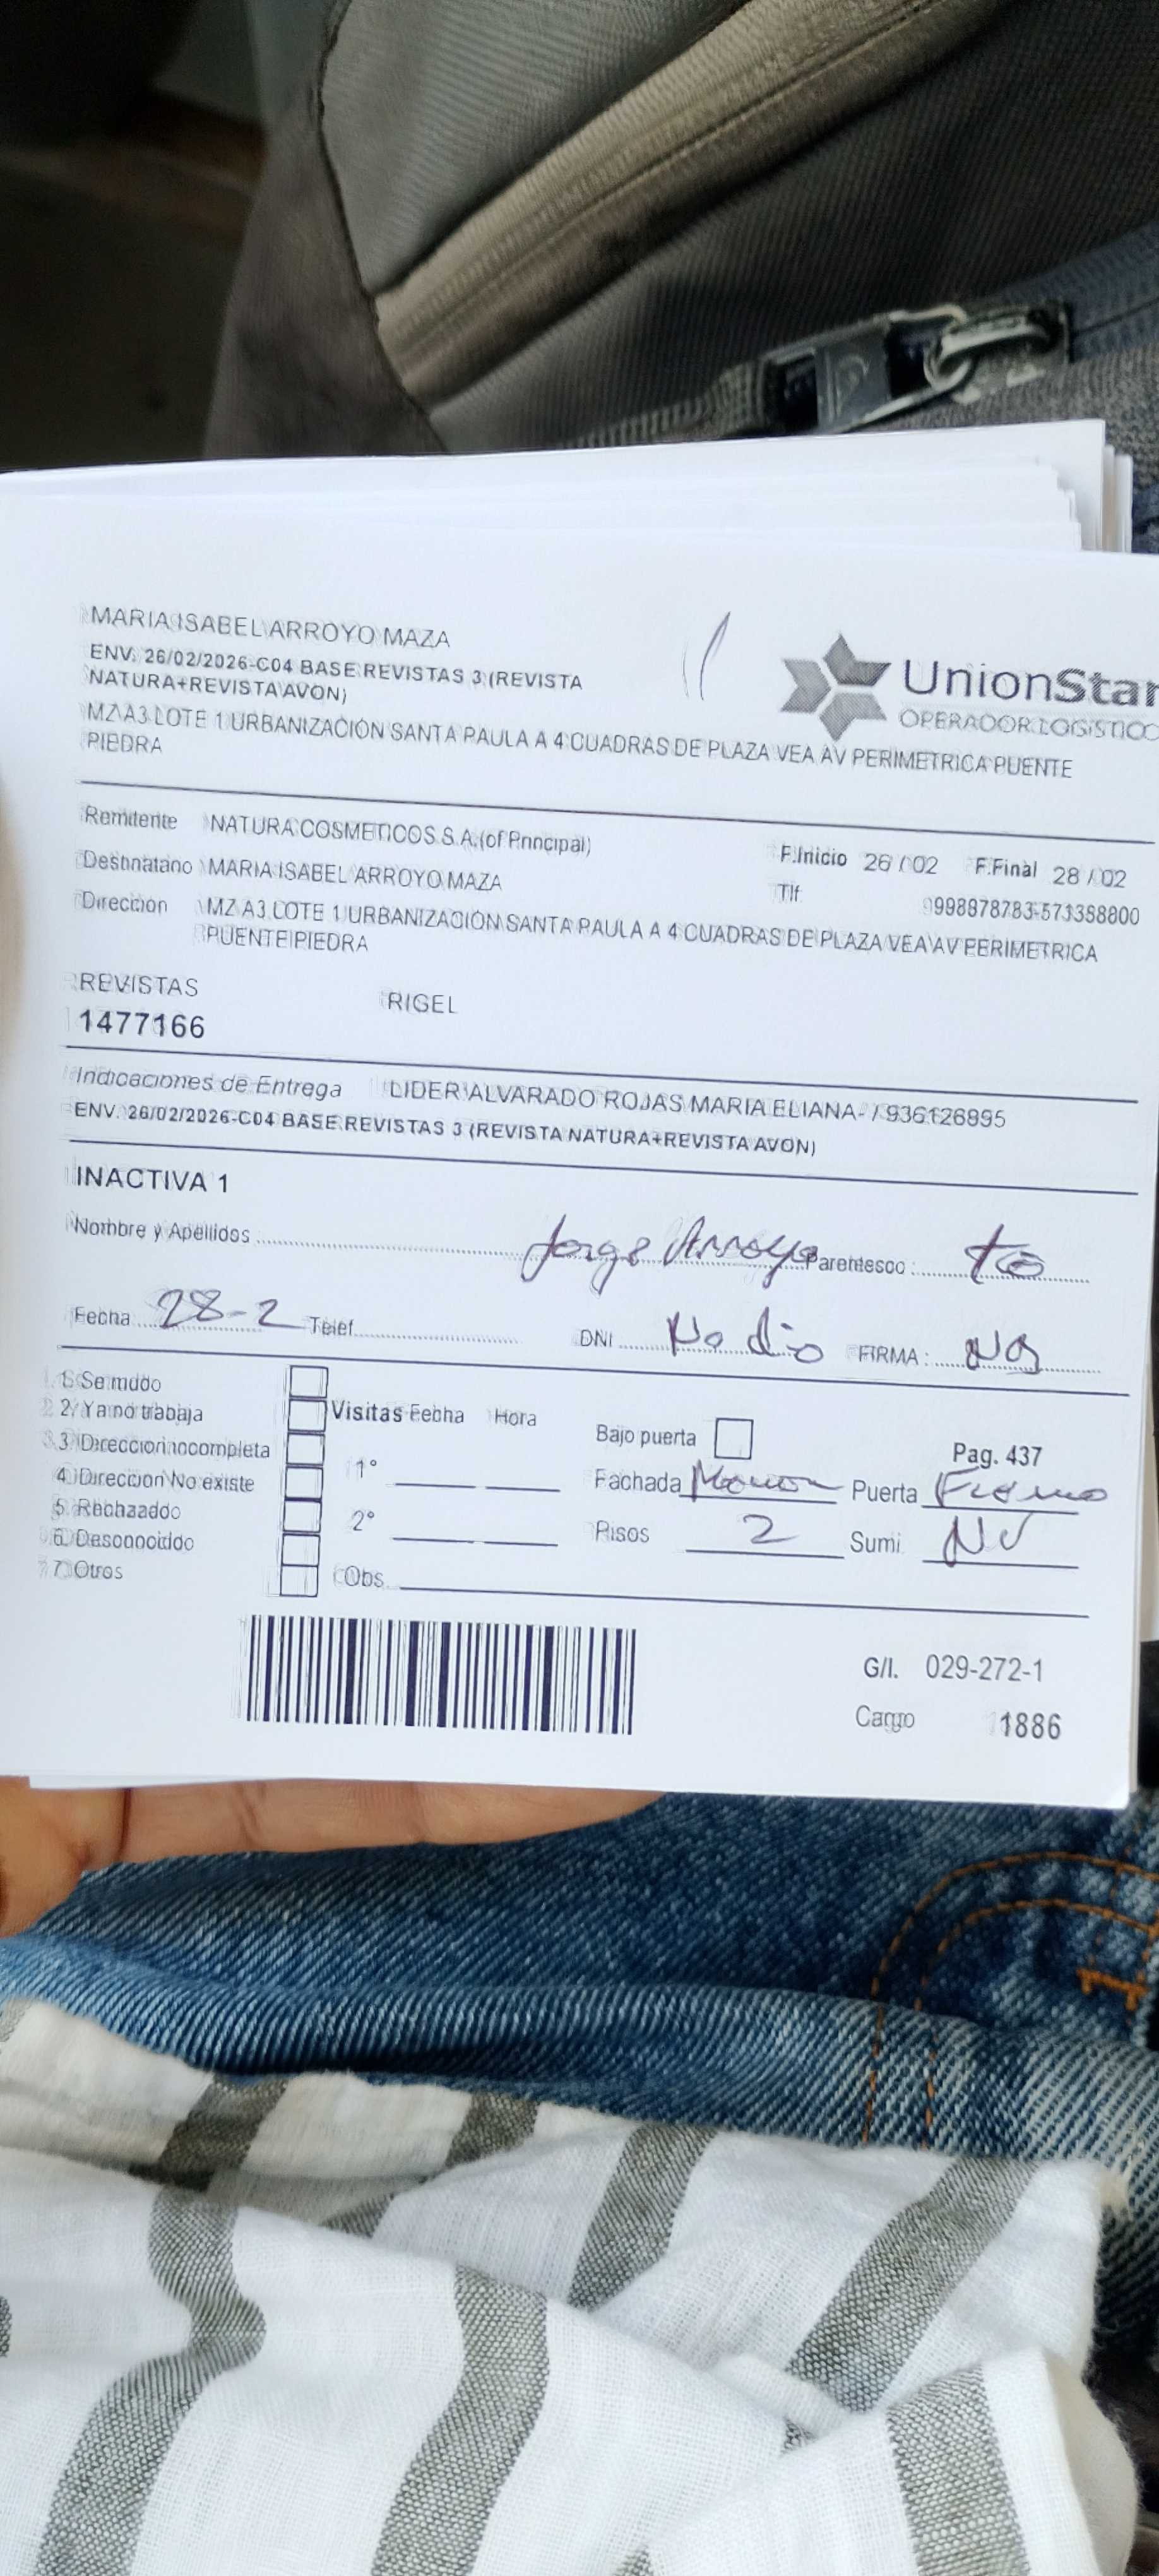 MARIA ISABEL ARROYO MAZA
ENV. 26/02/2026-C04 BASE REVISTAS 3 (REVISTA
NATURA+REVISTA AVON)
MZ A3 LOTE 1 URBANIZACIÓN SANTA PAULA A 4 CUADRAS DE PLAZA VEA AV PERIMETRICA PUENTE
PIEDRA
UnionStar
OPERADOR LOGISTICO
Remitente NATURA COSMETICOS S.A.(of Principal)
F.Inicio 26 / 02 F.Final 28 / 02
Destinatario MARIA ISABEL ARROYO MAZA
Tlf. 998878783-573358800
Dirección MZ A3 LOTE 1 URBANIZACIÓN SANTA PAULA A 4 CUADRAS DE PLAZA VEA AV PERIMETRICA
PUENTE PIEDRA
REVISTAS RIGEL
1477166
Indicaciones de Entrega LIDER ALVARADO ROJAS MARIA ELIANA- / 936126895
ENV. 26/02/2026-C04 BASE REVISTAS 3 (REVISTA NATURA+REVISTA AVON)
INACTIVA 1
Nombre y Apellidos Jorge Arroyo Parentesco :
Fecha 28-2 Telef. DNI No dio FIRMA :
1. Se mudo
2. Ya no trabaja
3. Direccion incompleta
4. Direccion No existe
5. Rechazado
6. Desconocido
7. Otros
Visitas Fecha Hora
1°
2°
Obs.
Bajo puerta
Pag. 437
Fachada Puerta
Pisos 2 Sumi.
G/I. 029-272-1
Cargo 1886